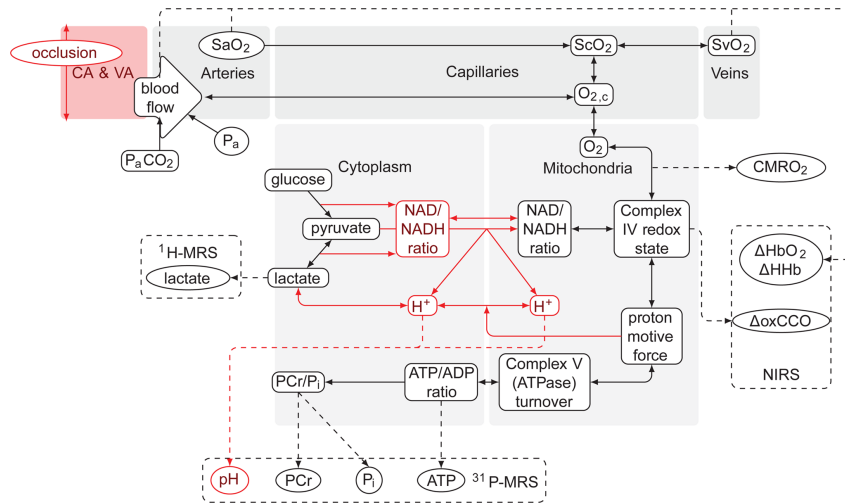 occlusion
CA & VA
SaO2
Arteries
blood
flow
Pa
PaCO2
Capillaries
ScO2
O2,c
SvO2
Veins
O2
Cytoplasm
Mitochondria
CMRO2
glucose
pyruvate
lactate
NAD/
NADH
ratio
NAD/
NADH
ratio
Complex
IV redox
state
1H-MRS
lactate
H+
H+
proton
motive
force
ΔHbO2
ΔHHb
ΔoxCCO
NIRS
PCr/Pi
ATP/ADP
ratio
Complex V
(ATPase)
turnover
pH
PCr
Pi
ATP
31P-MRS